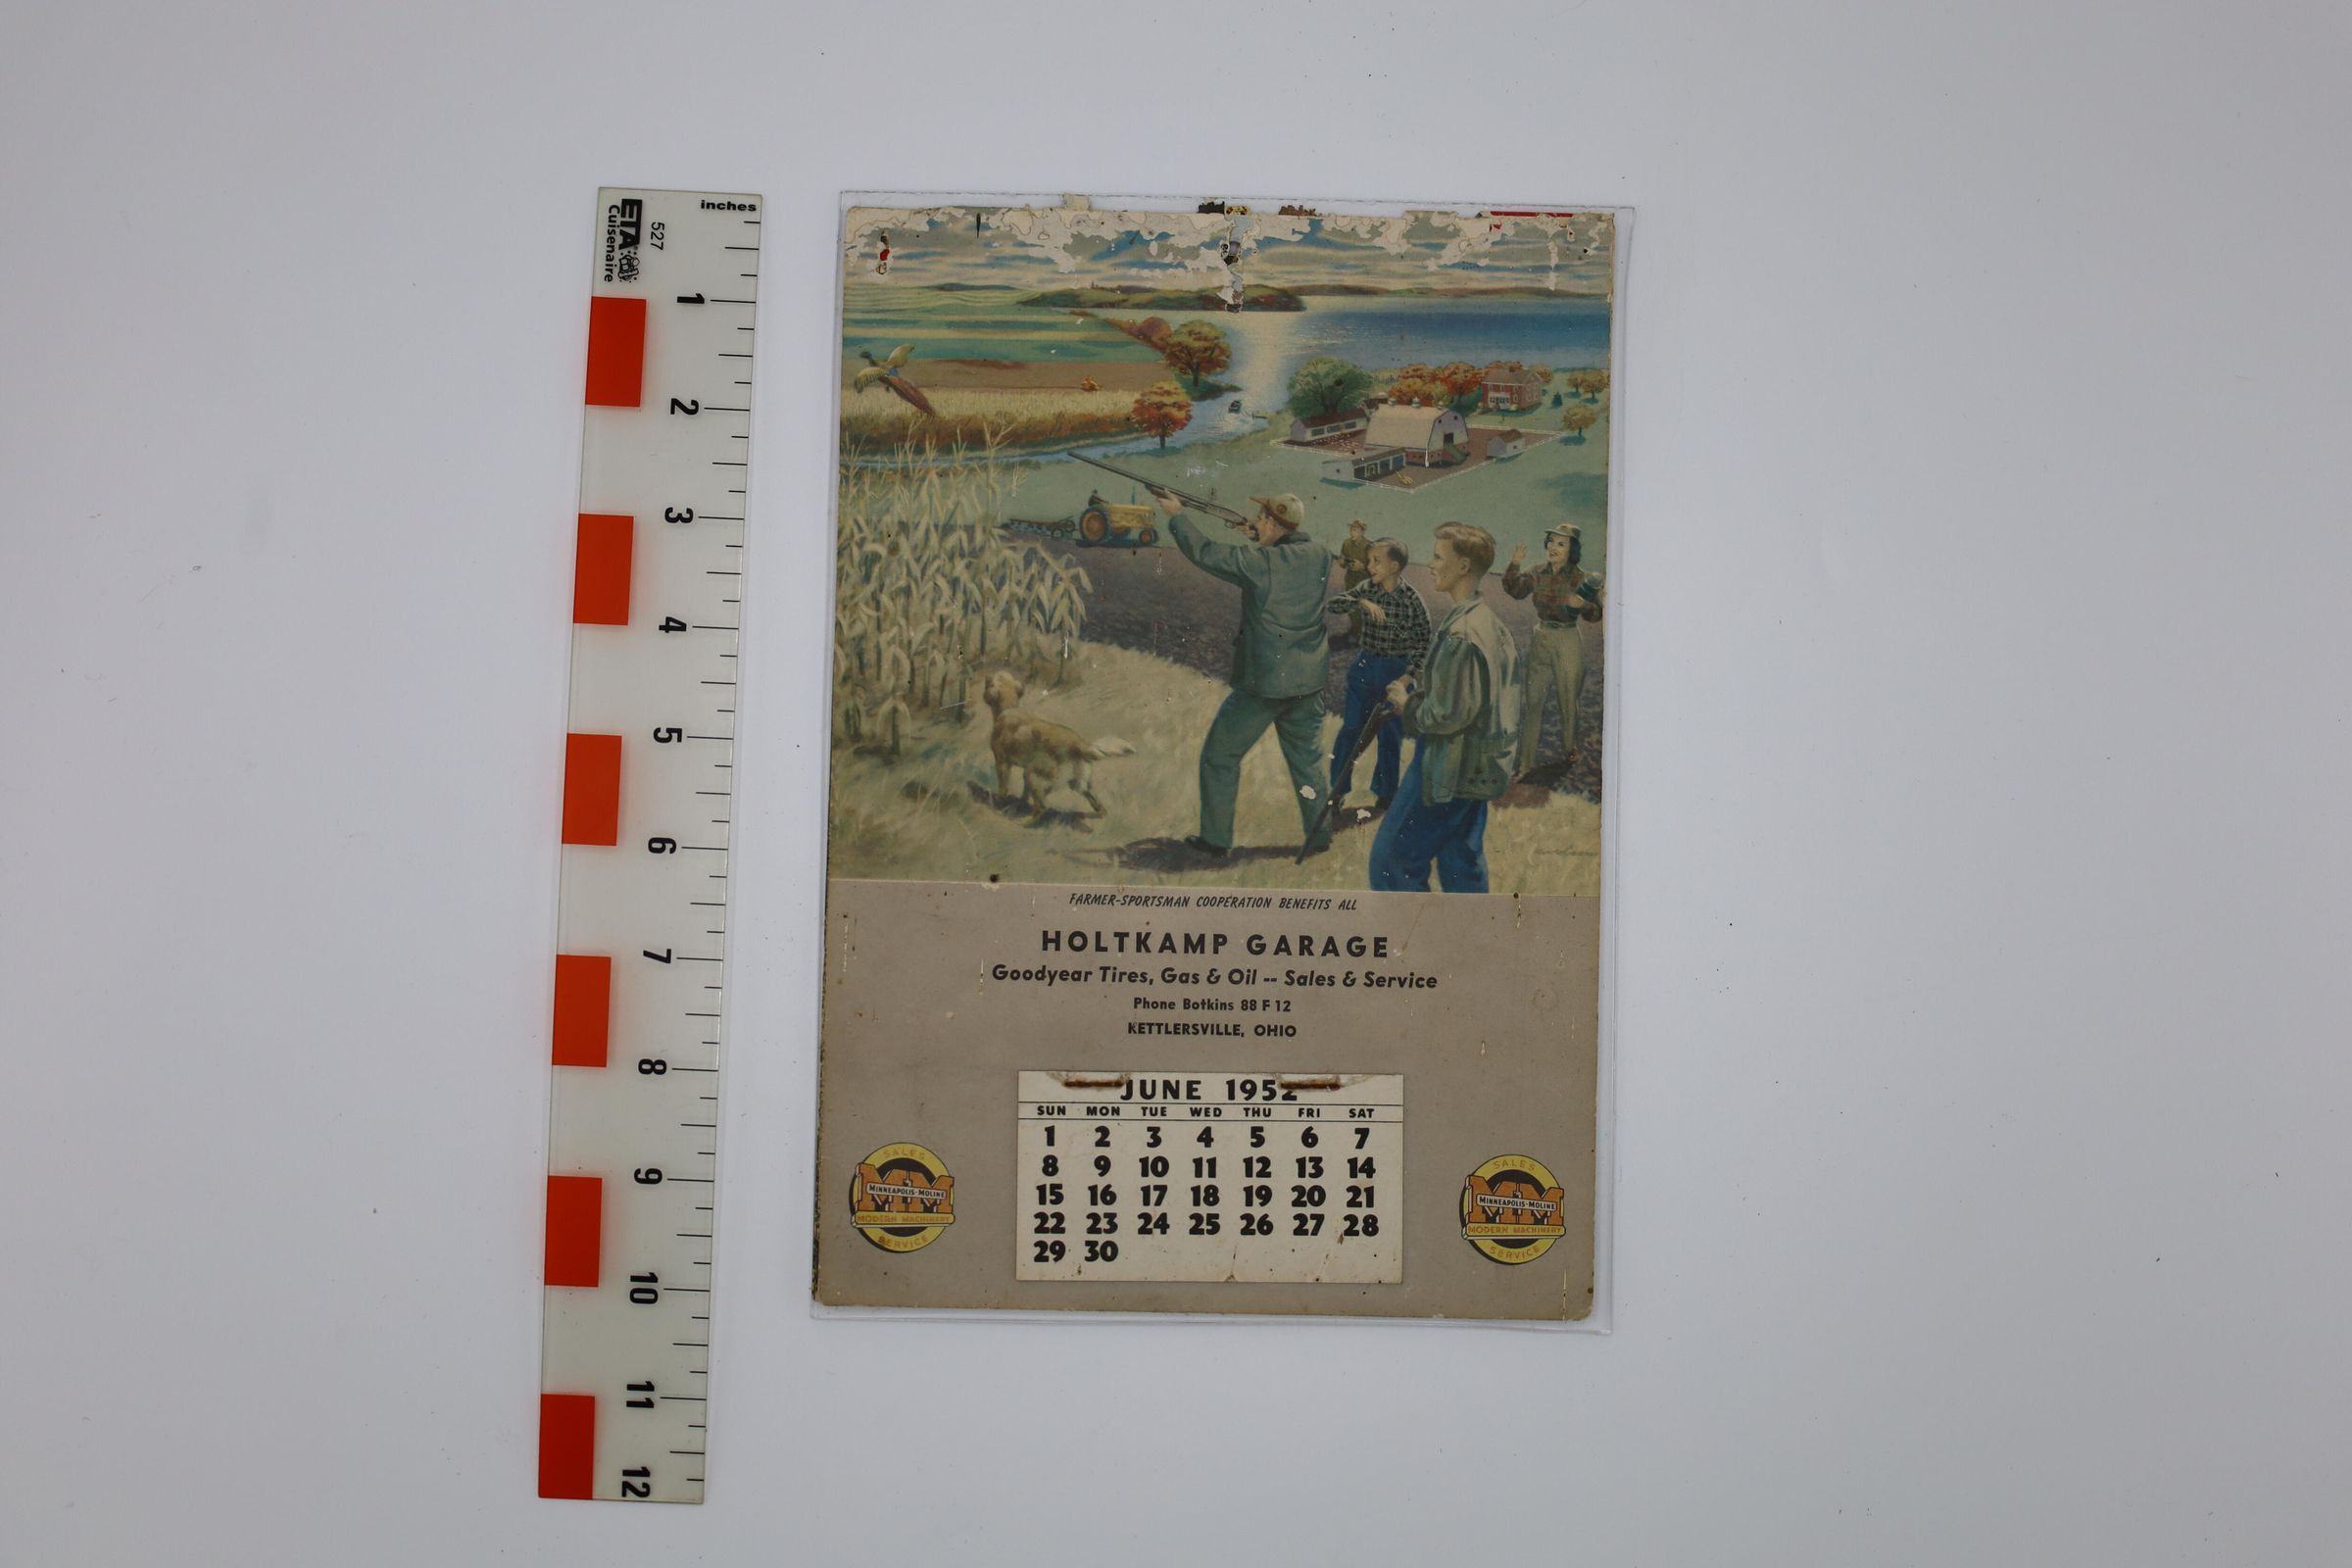 inches
527
ETA
Cuisenaire
1
2
3
4
5
6
7
8
9
10
11
12
FARMER-SPORTSMAN COOPERATION BENEFITS ALL
HOLTKAMP GARAGE
Goodyear Tires, Gas & Oil -- Sales & Service
Phone Botkins 88 F 12
KETTLERSVILLE, OHIO
JUNE 1952
SUN MON TUE WED THU FRI SAT
1 2 3 4 5 6 7
8 9 10 11 12 13 14
15 16 17 18 19 20 21
22 23 24 25 26 27 28
29 30
SALES
MM
MINNEAPOLIS-MOLINE
MODERN MACHINERY
SERVICE
SALES
MM
MINNEAPOLIS-MOLINE
MODERN MACHINERY
SERVICE